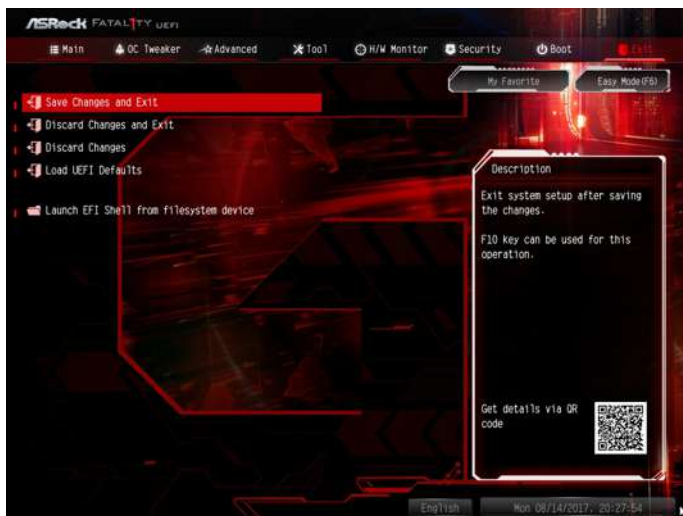 ASRock FATAL1TY UEFI
Main OC Tweaker Advanced Tool H/W Monitor Security Boot Exit
My Favorite Easy Mode(F6)
Save Changes and Exit
Discard Changes and Exit
Discard Changes
Load UEFI Defaults
Launch EFI Shell from filesystem device
Description
Exit system setup after saving
the changes.
F10 key can be used for this
operation.
Get details via QR
code
English Mon 08/14/2017, 20:27:54